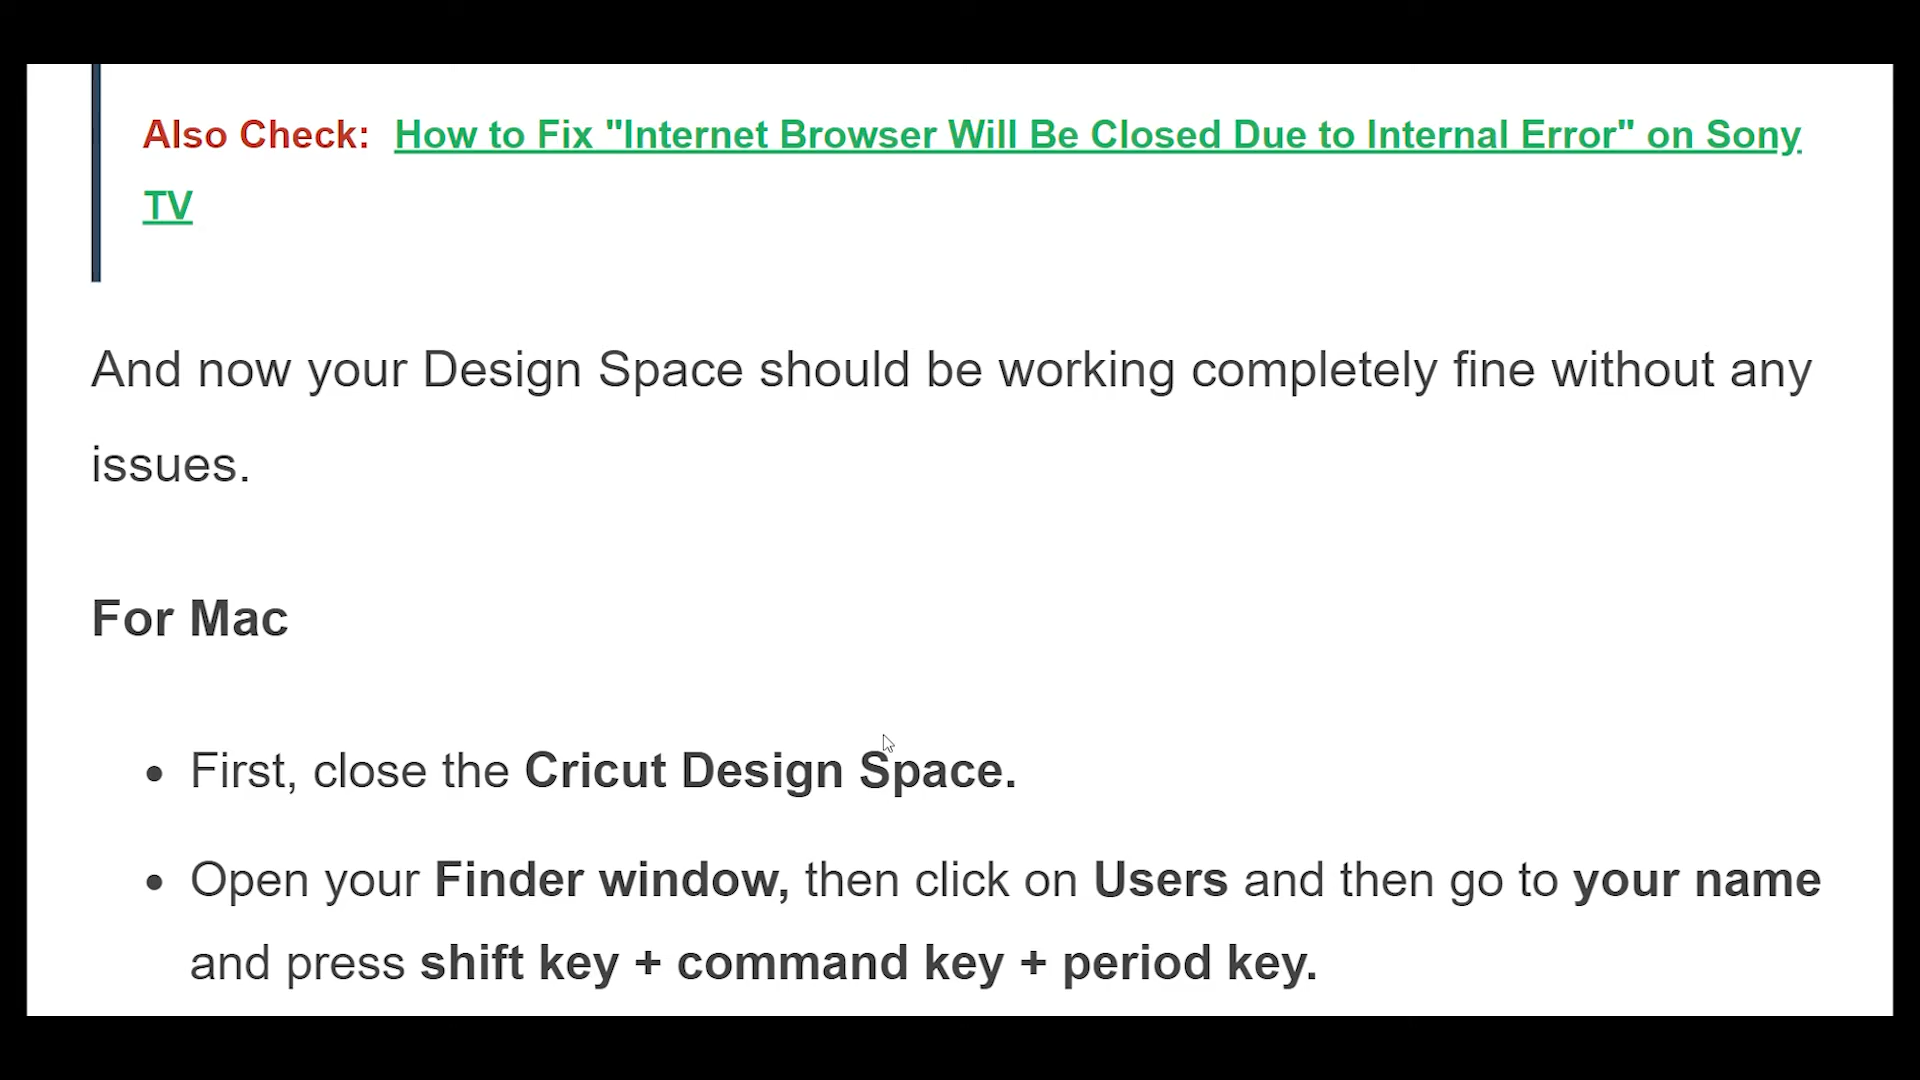 Also Check: How to Fix "Internet Browser Will Be Closed Due to Internal Error" on Sony
TV
And now your Design Space should be working completely fine without any
issues.
For Mac
• First, close the Cricut Design Space.
• Open your Finder window, then click on Users and then go to your name
and press shift key + command key + period key.